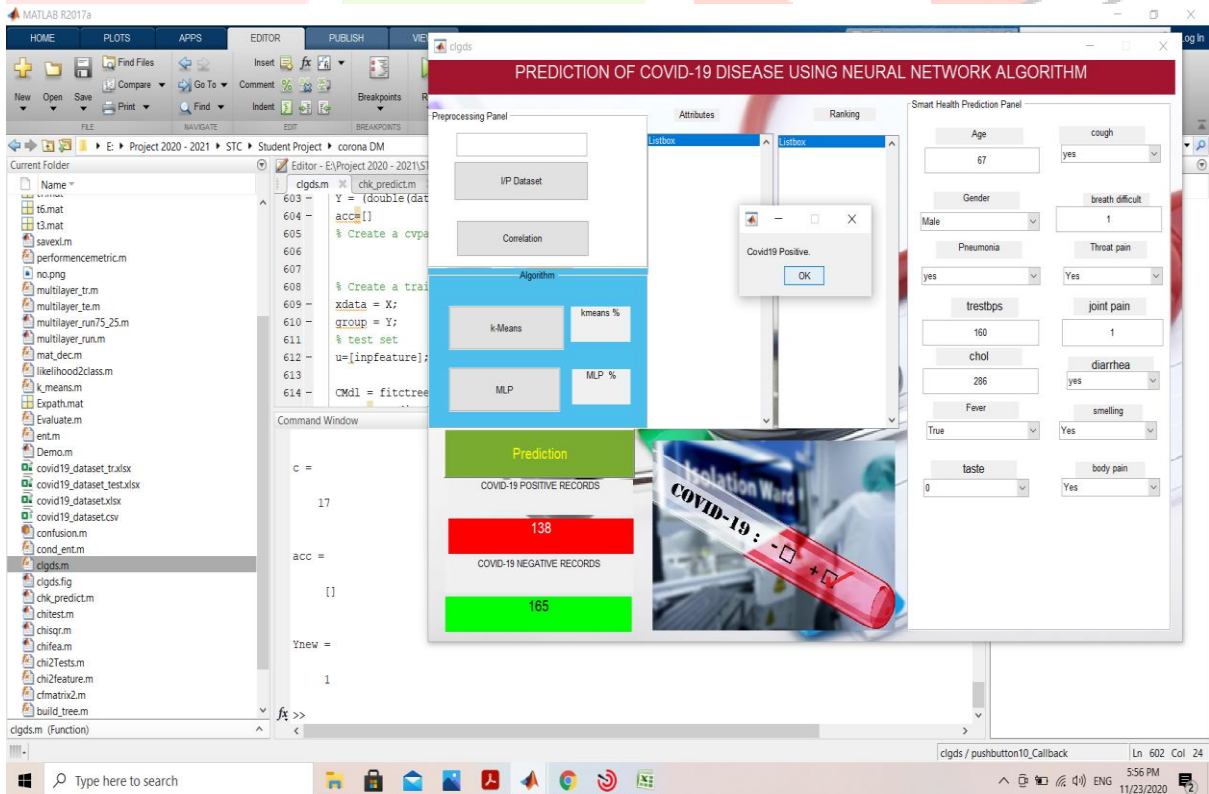 MATLAB R2017a
HOME PLOTS APPS EDITOR PUBLISH VIE
Log In
New Open Save
Find Files
Compare
Print
FILE
Go To
Find
NAVIGATE
Insert fx
Comment
Indent
EDIT
Breakpoints
BREAKPOINTS
E: Project 2020 - 2021 STC Student Project corona DM
Current Folder
Name
t6.mat
t3.mat
savexl.m
performencemetric.m
no.png
multilayer_tr.m
multilayer_te.m
multilayer_run75_25.m
multilayer_run.m
mat_dec.m
likelihood2class.m
k_means.m
Expath.mat
Evaluate.m
ent.m
Demo.m
covid19_dataset_tr.xlsx
covid19_dataset_test.xlsx
covid19_dataset.xlsx
covid19_dataset.csv
confusion.m
cond_ent.m
clgds.m
clgds.fig
chk_predict.m
chitest.m
chisqr.m
chifea.m
chi2Tests.m
chi2feature.m
cfmatrix2.m
build_tree.m
clgds.m (Function)
Editor - E:\Project 2020 - 2021\ST
clgds.m chk_predict.m
603 - Y = (double(dat
604 - acc=[]
605 % Create a cvpa
606
607
608 % Create a trai
609 - xdata = X;
610 - group = Y;
611 % test set
612 - u=[inpfeature];
613
614 - CMdl = fitctree
Command Window
c =
17
acc =
[]
Ynew =
1
fx >>
clgds
PREDICTION OF COVID-19 DISEASE USING NEURAL NETWORK ALGORITHM
Preprocessing Panel
I/P Dataset
Correlation
Algorithm
k-Means
kmeans %
MLP
MLP %
Prediction
COVID-19 POSITIVE RECORDS
138
COVID-19 NEGATIVE RECORDS
165
Attributes
Listbox
Ranking
Listbox
Covid19 Positive.
OK
Isolation Ward
COVID-19: - +
Smart Health Prediction Panel
Age cough
67 yes
Gender breath difficult
Male 1
Pneumonia Throat pain
yes Yes
trestbps joint pain
160 1
chol diarrhea
286 yes
Fever smelling
True Yes
taste body pain
0 Yes
clgds / pushbutton10_Callback Ln 602 Col 24
Type here to search
ENG
5:56 PM
11/23/2020
2